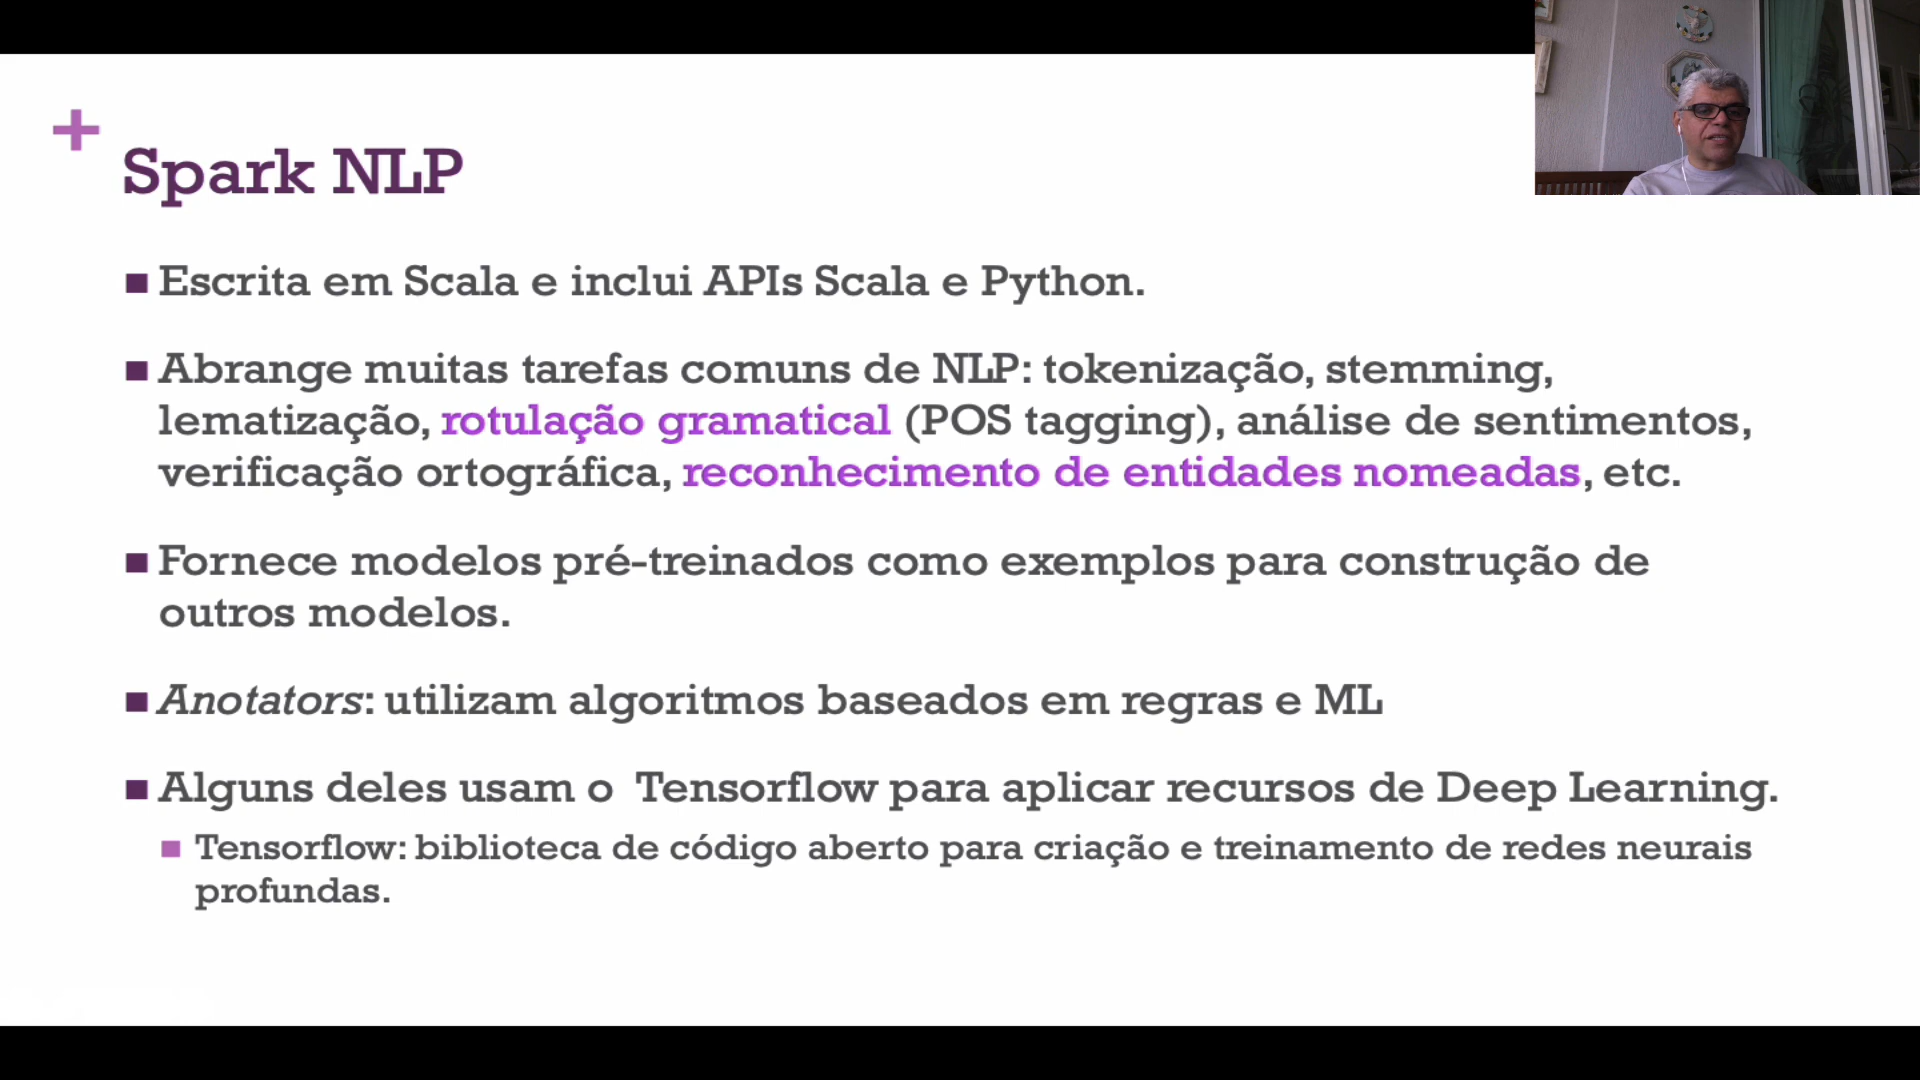 +
Spark NLP
Escrita em Scala e inclui APIs Scala e Python.
Abrange muitas tarefas comuns de NLP: tokenização, stemming,
lematização, rotulação gramatical (POS tagging), análise de sentimentos,
verificação ortográfica, reconhecimento de entidades nomeadas, etc.
Fornece modelos pré-treinados como exemplos para construção de
outros modelos.
Anotators: utilizam algoritmos baseados em regras e ML
Alguns deles usam o Tensorflow para aplicar recursos de Deep Learning.
Tensorflow: biblioteca de código aberto para criação e treinamento de redes neurais
profundas.